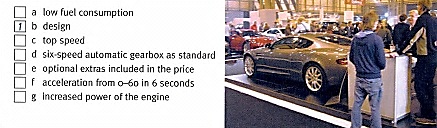 a low fuel consumption
1 b design
c top speed
d six-speed automatic gearbox as standard
e optional extras included in the price
f acceleration from 0–60 in 6 seconds
g increased power of the engine